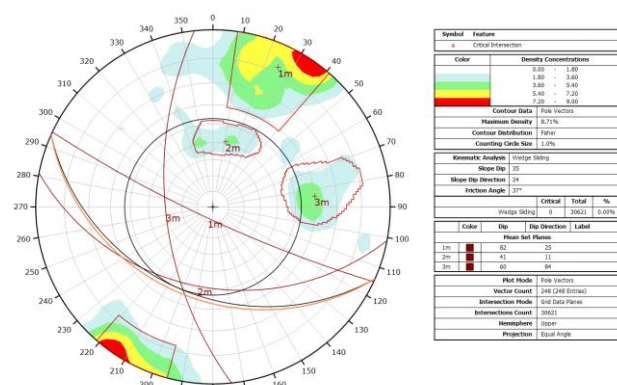 350 0 10
340 20
330 30
320 40
310 50
300 60
290 70
280 80
270 90
260 100
250 110
240 120
230 130
220 140
210 150
200 160
1m
2m
3m
3m
1m
2m
Symbol Feature
Critical Intersection
Color Density Concentrations
0.00 - 1.80
1.80 - 3.60
3.60 - 5.40
5.40 - 7.20
7.20 - 9.00
Contour Data Pole Vectors
Maximum Density 8.71%
Contour Distribution Fisher
Counting Circle Size 1.0%
Kinematic Analysis Wedge Sliding
Slope Dip 35
Slope Dip Direction 24
Friction Angle 37°
Critical Total %
Wedge Sliding 0 30621 0.00%
Color Dip Dip Direction Label
Mean Set Planes
1m 82 25
2m 41 11
3m 60 84
Plot Mode Pole Vectors
Vector Count 248 (248 Entries)
Intersection Mode Grid Data Planes
Intersections Count 30621
Hemisphere Upper
Projection Equal Angle